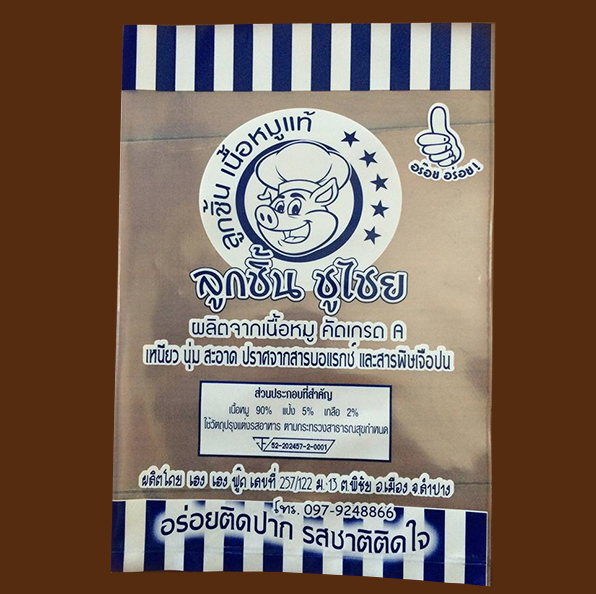 ลูกชิ้น เนื้อหมูแท้
อร่อย อร่อย!
ลูกชิ้น ชูไชย
ผลิตจากเนื้อหมู คัดเกรด A
เหนียว นุ่ม สะอาด ปราศจากสารบอแรกซ์ และสารพิษเจือปน
ส่วนประกอบที่สำคัญ
เนื้อหมู 90% แป้ง 5% เกลือ 2%
ใช้วัตถุปรุงแต่งรสอาหาร ตามกระทรวงสาธารณสุขกำหนด
52-202457-2-0001
ผลิตโดย เฮง เฮง ฟู๊ด เลขที่ 257/122 ม.13 ต.พิชัย อ.เมือง จ.ลำปาง
โทร. 097-9248866
อร่อยติดปาก รสชาติติดใจ